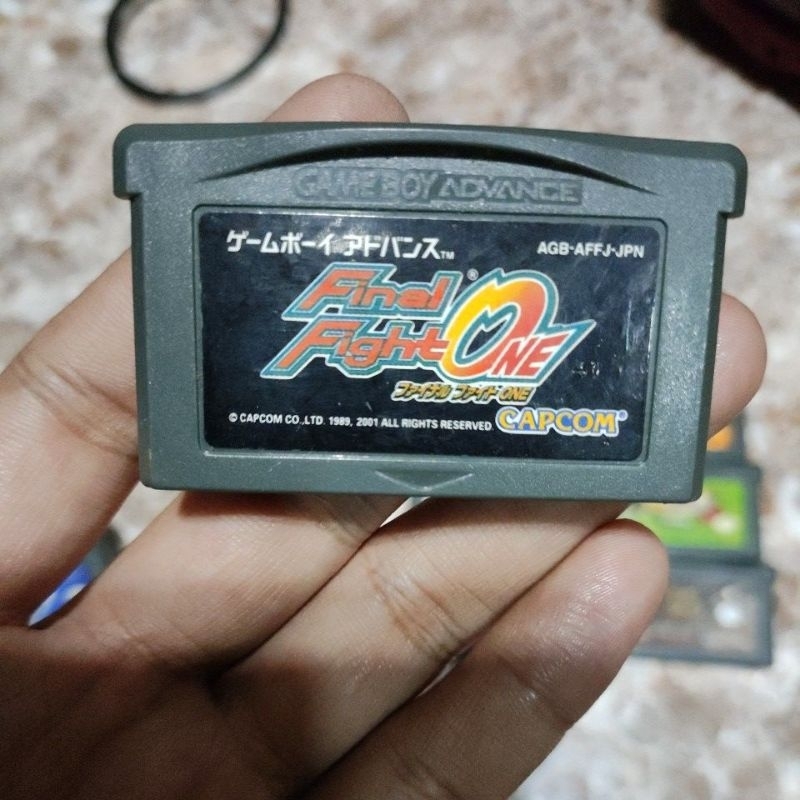 GAME BOY ADVANCE
ゲームボーイ アドバンス™
AGB-AFFJ-JPN
Final®
Fight ONE
ファイナル ファイト ONE
© CAPCOM CO.,LTD. 1989, 2001 ALL RIGHTS RESERVED.
CAPCOM®